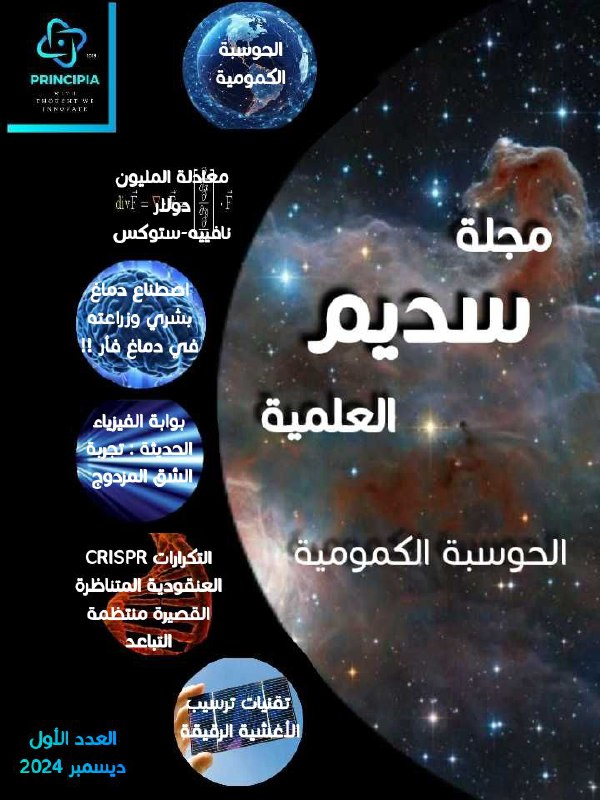 PRINCIPIA
WITH
THOUGHT WE
INNOVATE
الحوسبة
الكمومية
معادلة المليون
دولار
نافييه-ستوكس
مجلة
سديم
العلمية
الحوسبة الكمومية
اصطناع دماغ
بشري وزراعته
في دماغ فأر !!
بوابة الفيزياء
الحديثة : تجربة
الشق المزدوج
التكرارات CRISPR
العنقودية المتناظرة
القصيرة منتظمة
التباعد
تقنيات ترسيب
الأغشية الرقيقة
العدد الأول
ديسمبر 2024